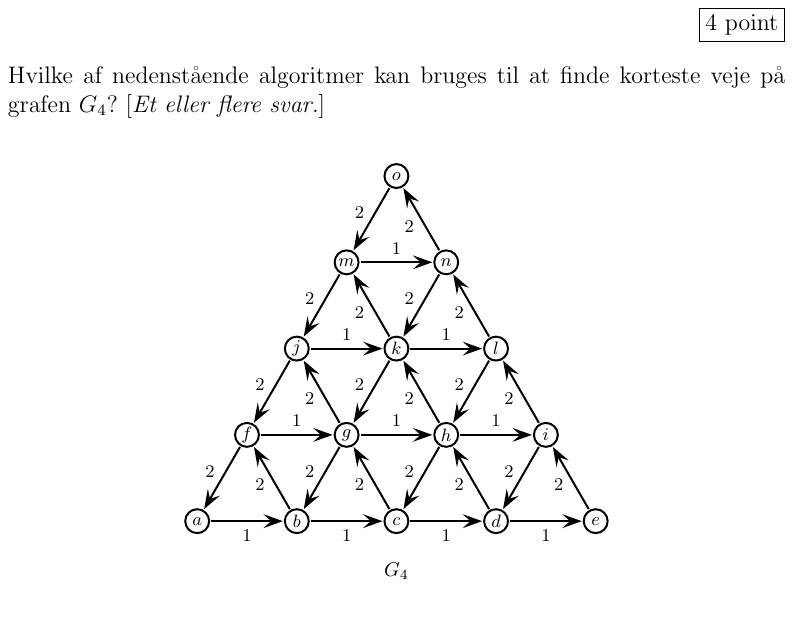 4 point
Hvilke af nedenstående algoritmer kan bruges til at finde korteste veje på
grafen G₄? [Et eller flere svar.]
o
2
2
m 1 n
2 2 2 2
j 1 k 1 l
2 2 2 2 2 2
f 1 g 1 h 1 i
2 2 2 2 2 2 2 2
a b c d e
1 1 1 1
G₄